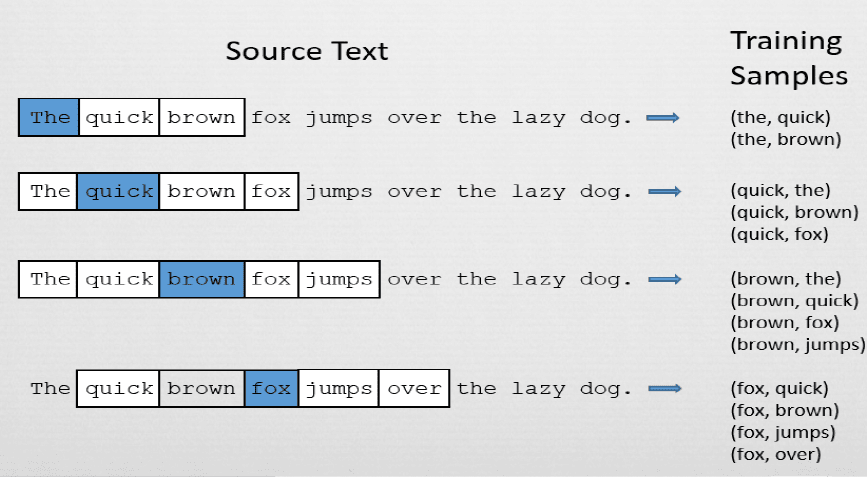 Source Text
Training
Samples
The quick brown fox jumps over the lazy dog.
(the, quick)
(the, brown)
The quick brown fox jumps over the lazy dog.
(quick, the)
(quick, brown)
(quick, fox)
The quick brown fox jumps over the lazy dog.
(brown, the)
(brown, quick)
(brown, fox)
(brown, jumps)
The quick brown fox jumps over the lazy dog.
(fox, quick)
(fox, brown)
(fox, jumps)
(fox, over)